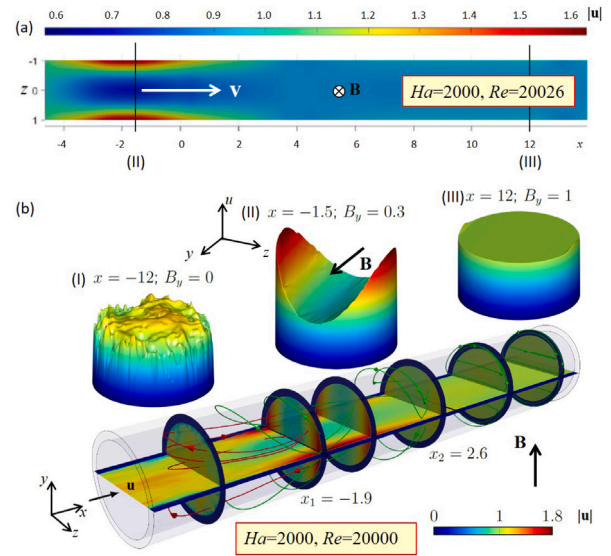 (a)
0.6 0.7 0.8 0.9 1.0 1.1 1.2 1.3 1.4 1.5 1.6 |u|
-1
z 0
1
V
B
Ha=2000, Re=20026
-4 -2 0 2 4 6 8 10 12 x
(II) (III)
(b)
u
y z
(I) x = −12; B_y = 0
(II) x = −1.5; B_y = 0.3
B
(III) x = 12; B_y = 1
y
x
z
u
x₁ = −1.9
x₂ = 2.6
B
|u|
0 1 1.8
Ha=2000, Re=20000